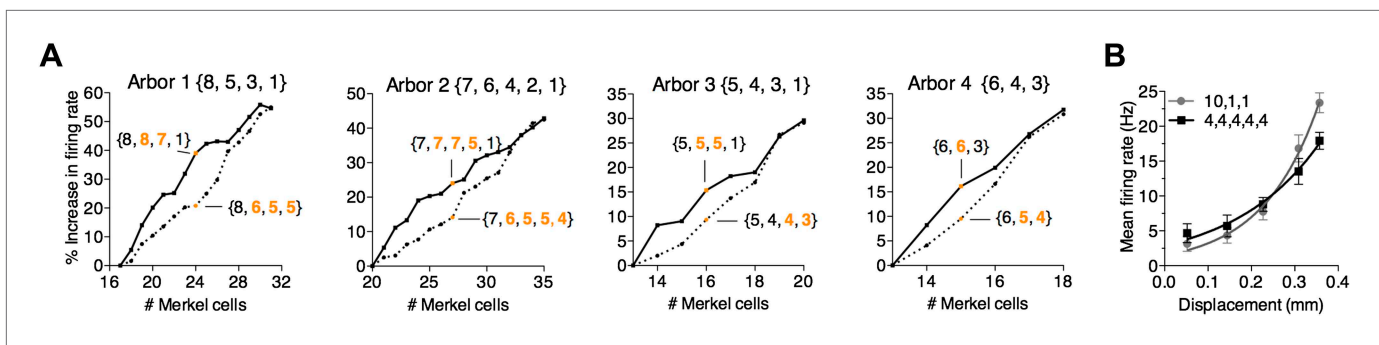 A
B
Arbor 1 {8, 5, 3, 1}
% Increase in firing rate
60
50
40
30
20
10
0
{8, 8, 7, 1}
{8, 6, 5, 5}
16 20 24 28 32
# Merkel cells
Arbor 2 {7, 6, 4, 2, 1}
50
40
30
20
10
0
{7, 7, 7, 5, 1}
{7, 6, 5, 5, 4}
20 25 30 35
# Merkel cells
Arbor 3 {5, 4, 3, 1}
35
30
25
20
15
10
5
0
{5, 5, 5, 1}
{5, 4, 4, 3}
14 16 18 20
# Merkel cells
Arbor 4 {6, 4, 3}
35
30
25
20
15
10
5
0
{6, 6, 3}
{6, 5, 4}
14 16 18
# Merkel cells
Mean firing rate (Hz)
25
20
15
10
5
0
10,1,1
4,4,4,4,4
0.0 0.1 0.2 0.3 0.4
Displacement (mm)